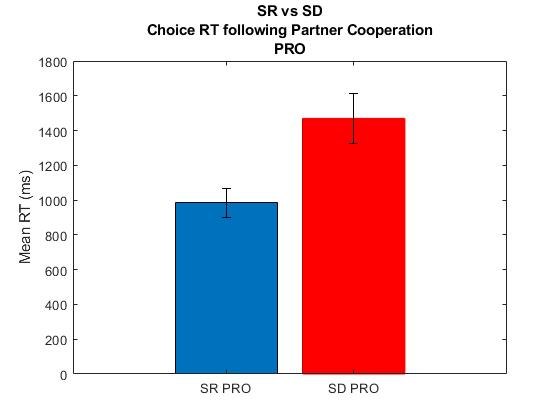 SR vs SD
Choice RT following Partner Cooperation
PRO
1800
1600
1400
1200
1000
800
600
400
200
0
Mean RT (ms)
SR PRO
SD PRO